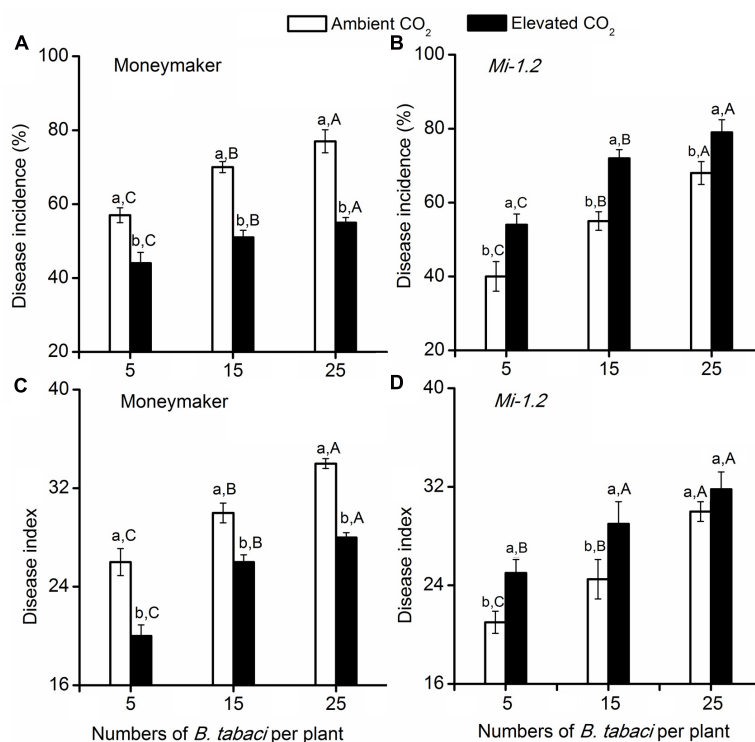 Ambient CO2 Elevated CO2
A
Moneymaker
Disease incidence (%)
100
80
60
40
20
a,C
b,C
a,B
b,B
a,A
b,A
5 15 25
B
Mi-1.2
Disease incidence (%)
100
80
60
40
20
b,C
a,C
b,B
a,B
b,A
a,A
5 15 25
C
Moneymaker
Disease index
40
32
24
16
a,C
b,C
a,B
b,B
a,A
b,A
5 15 25
Numbers of B. tabaci per plant
D
Mi-1.2
Disease index
40
32
24
16
b,C
a,B
b,B
a,A
a,A
a,A
5 15 25
Numbers of B. tabaci per plant